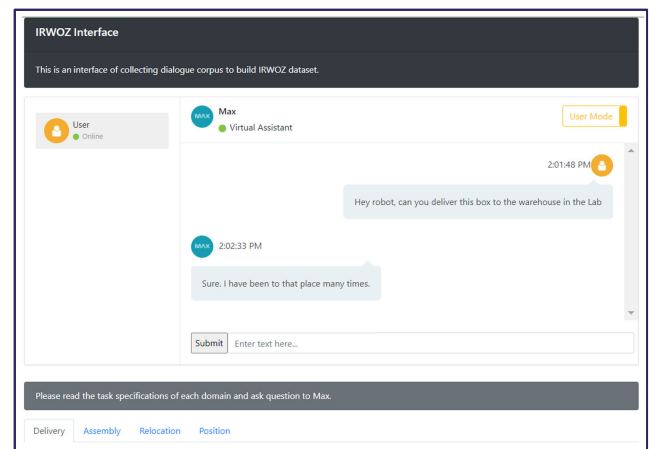 IRWOZ Interface
This is an interface of collecting dialogue corpus to build IRWOZ dataset.
User
Online
MAX
Max
Virtual Assistant
User Mode
2:01:48 PM
Hey robot, can you deliver this box to the warehouse in the Lab
MAX
2:02:33 PM
Sure. I have been to that place many times.
Submit Enter text here...
Please read the task specifications of each domain and ask question to Max.
Delivery Assembly Relocation Position